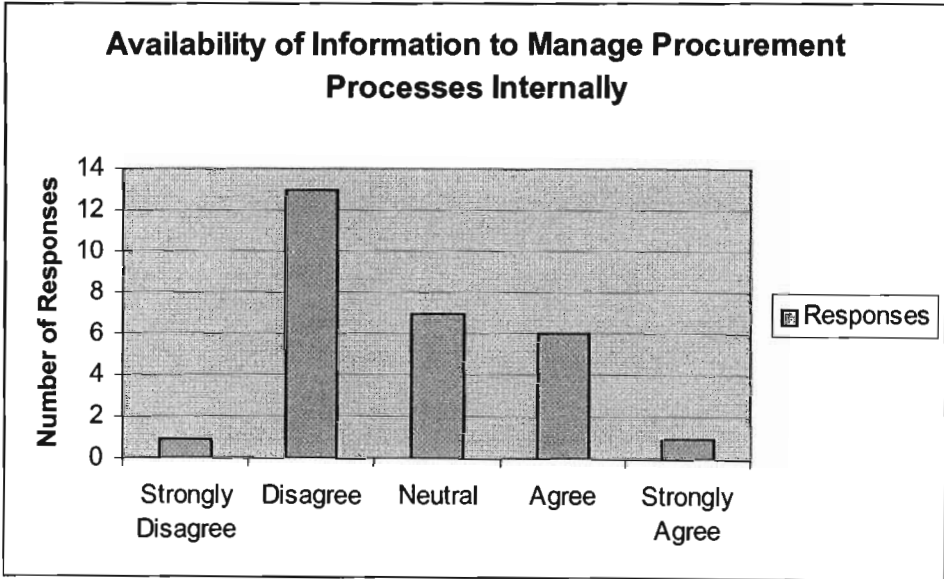 Availability of Information to Manage Procurement
Processes Internally
Number of Responses
14
12
10
8
6
4
2
0
Strongly
Disagree
Disagree
Neutral
Agree
Strongly
Agree
Responses